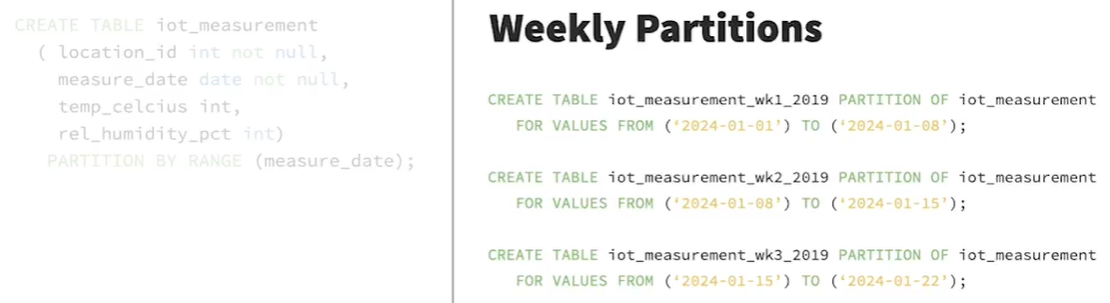 CREATE TABLE iot_measurement
( location_id int not null,
measure_date date not null,
temp_celcius int,
rel_humidity_pct int)
PARTITION BY RANGE (measure_date);
Weekly Partitions
CREATE TABLE iot_measurement_wk1_2019 PARTITION OF iot_measurement
FOR VALUES FROM (‘2024-01-01’) TO (‘2024-01-08’);
CREATE TABLE iot_measurement_wk2_2019 PARTITION OF iot_measurement
FOR VALUES FROM (‘2024-01-08’) TO (‘2024-01-15’);
CREATE TABLE iot_measurement_wk3_2019 PARTITION OF iot_measurement
FOR VALUES FROM (‘2024-01-15’) TO (‘2024-01-22’);